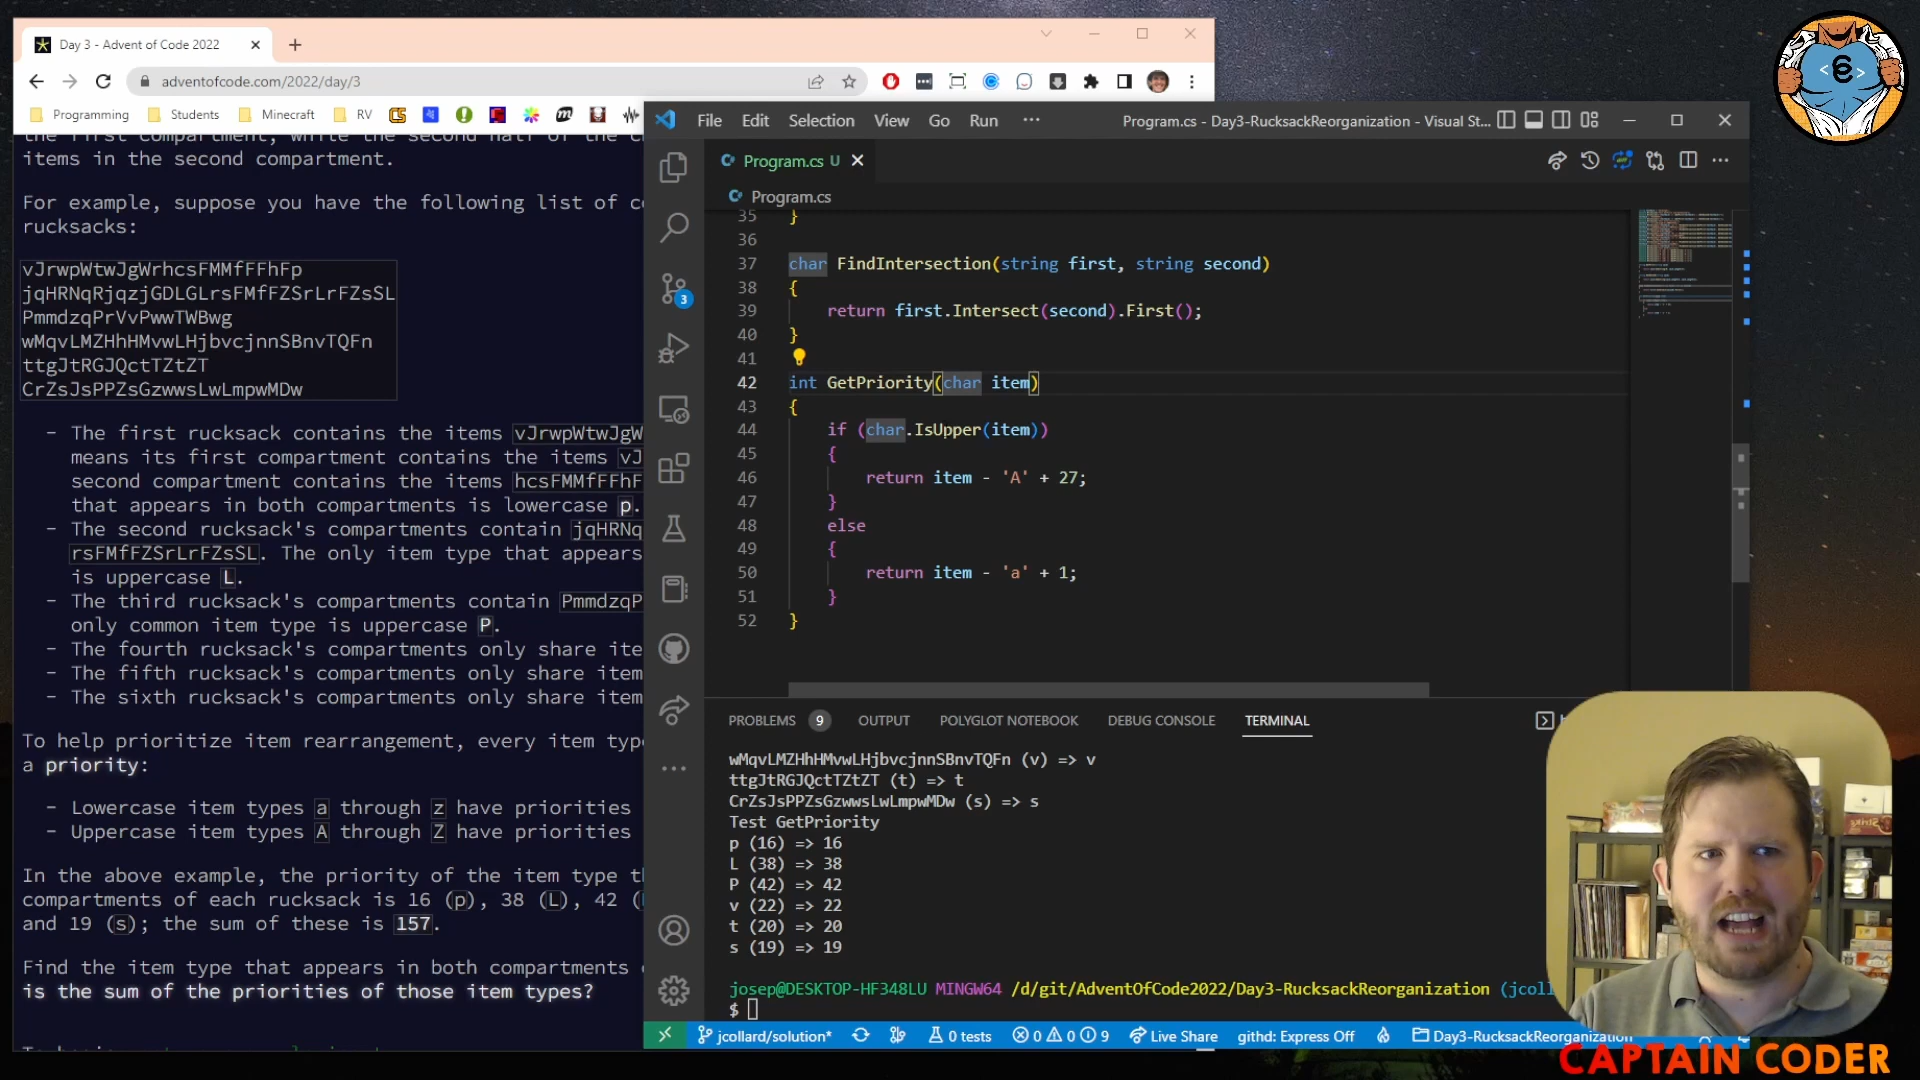 Day 3 - Advent of Code 2022
adventofcode.com/2022/day/3
Programming Students Minecraft RV
items in the second compartment.
For example, suppose you have the following list of c
rucksacks:
vJrwpWtwJgWrhcsFMMfFFhFp
jqHRNqRjqzjGDLGLrsFMfFZSrLrFZsSL
PmmdzqPrVvPwwTWBwg
wMqvLMZHhHMvwLHjbvcjnnSBnvTQFn
ttgJtRGJQctTZtZT
CrZsJsPPZsGzwwsLwLmpwMDw
- The first rucksack contains the items vJrwpWtwJgW
means its first compartment contains the items vJ
second compartment contains the items hcsFMMfFFhF
that appears in both compartments is lowercase p.
- The second rucksack's compartments contain jqHRNq
rsFMfFZSrLrFZsSL. The only item type that appears
is uppercase L.
- The third rucksack's compartments contain PmmdzqP
only common item type is uppercase P.
- The fourth rucksack's compartments only share ite
- The fifth rucksack's compartments only share item
- The sixth rucksack's compartments only share item
To help prioritize item rearrangement, every item typ
a priority:
- Lowercase item types a through z have priorities
- Uppercase item types A through Z have priorities
In the above example, the priority of the item type t
compartments of each rucksack is 16 (p), 38 (L), 42 (
and 19 (s); the sum of these is 157.
Find the item type that appears in both compartments
is the sum of the priorities of those item types?
File Edit Selection View Go Run ··· Program.cs - Day3-RucksackReorganization - Visual St...
Program.cs U
Program.cs
35 }
36
37 char FindIntersection(string first, string second)
38 {
39 return first.Intersect(second).First();
40 }
41
42 int GetPriority(char item)
43 {
44 if (char.IsUpper(item))
45 {
46 return item - 'A' + 27;
47 }
48 else
49 {
50 return item - 'a' + 1;
51 }
52 }
3
PROBLEMS 9 OUTPUT POLYGLOT NOTEBOOK DEBUG CONSOLE TERMINAL
wMqvLMZHhHMvwLHjbvcjnnSBnvTQFn (v) => v
ttgJtRGJQctTZtZT (t) => t
CrZsJsPPZsGzwwsLwLmpwMDw (s) => s
Test GetPriority
p (16) => 16
L (38) => 38
P (42) => 42
v (22) => 22
t (20) => 20
s (19) => 19
josep@DESKTOP-HF348LU MINGW64 /d/git/AdventOfCode2022/Day3-RucksackReorganization (jcoll
$
jcollard/solution* 0 tests 0 0 9 Live Share githd: Express Off Day3-RucksackReorganization
CAPTAIN CODER